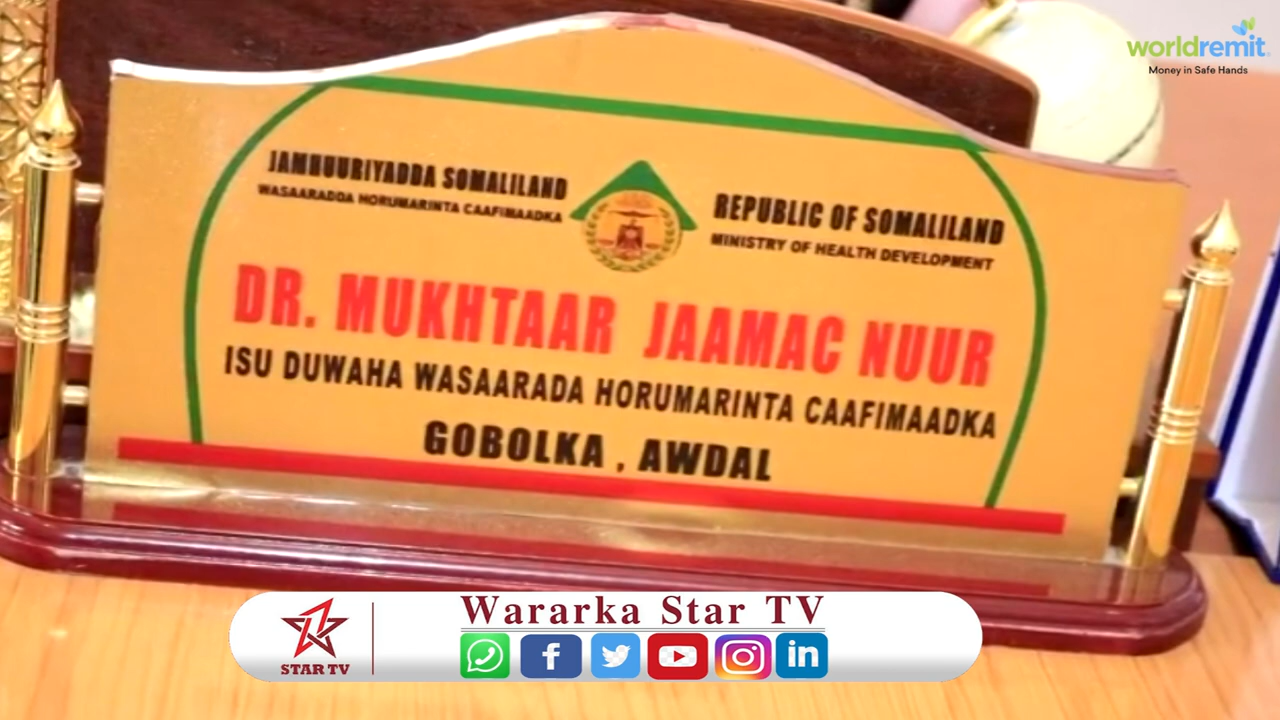 worldremit
Money in Safe Hands
JAMHUURIYADDA SOMALILAND
WASAARADDA HORUMARINTA CAAFIMAADKA
REPUBLIC OF SOMALILAND
MINISTRY OF HEALTH DEVELOPMENT
DR. MUKHTAAR JAAMAC NUUR
ISU DUWAHA WASAARADA HORUMARINTA CAAFIMAADKA
GOBOLKA , AWDAL
Wararka Star TV
STAR TV